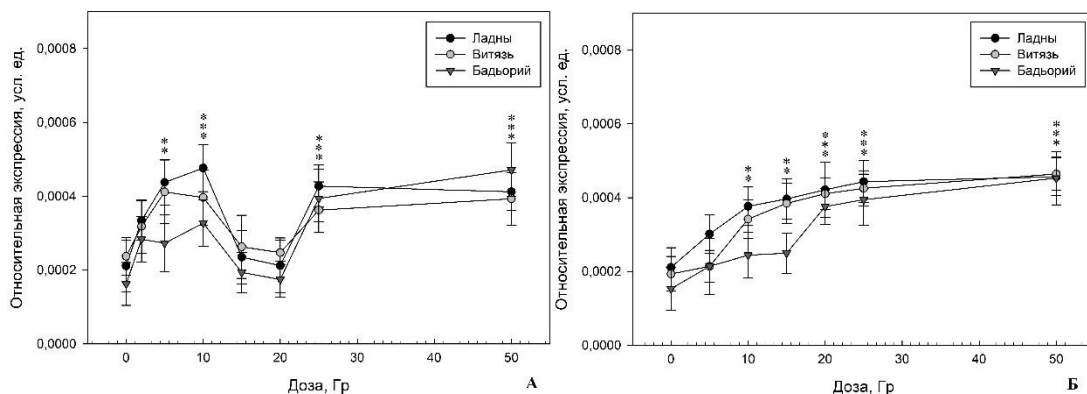 Относительная экспрессия, усл. ед.
0,0008
0,0006
0,0004
0,0002
0,0000
Ладны
Витязь
Бадьорий
**
***
***
***
0
10
20
30
40
50
Доза, Гр
А
Относительная экспрессия, усл. ед.
0,0008
0,0006
0,0004
0,0002
0,0000
Ладны
Витязь
Бадьорий
**
**
***
***
***
0
10
20
30
40
50
Доза, Гр
Б